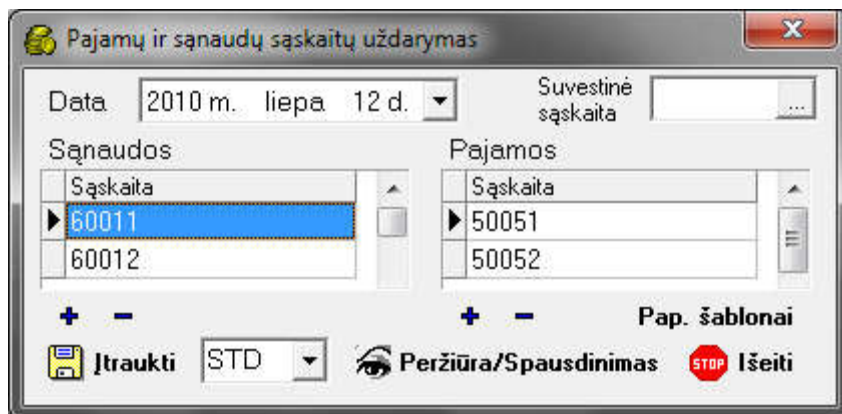 Pajamų ir sąnaudų sąskaitų uždarymas
Data 2010 m. liepa 12 d. Suvestinė sąskaita ...
Sąnaudos Pajamos
Sąskaita Sąskaita
60011 50051
60012 50052
+ - + - Pap. šablonai
Įtraukti STD Peržiūra/Spausdinimas STOP Išeiti